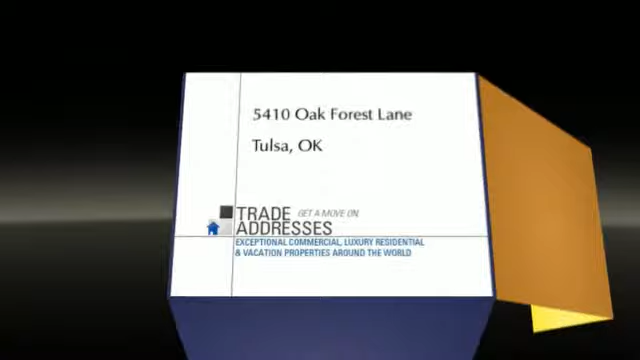 5410 Oak Forest Lane
Tulsa, OK
TRADE GET A MOVE ON.
ADDRESSES
EXCEPTIONAL COMMERCIAL, LUXURY RESIDENTIAL
& VACATION PROPERTIES AROUND THE WORLD